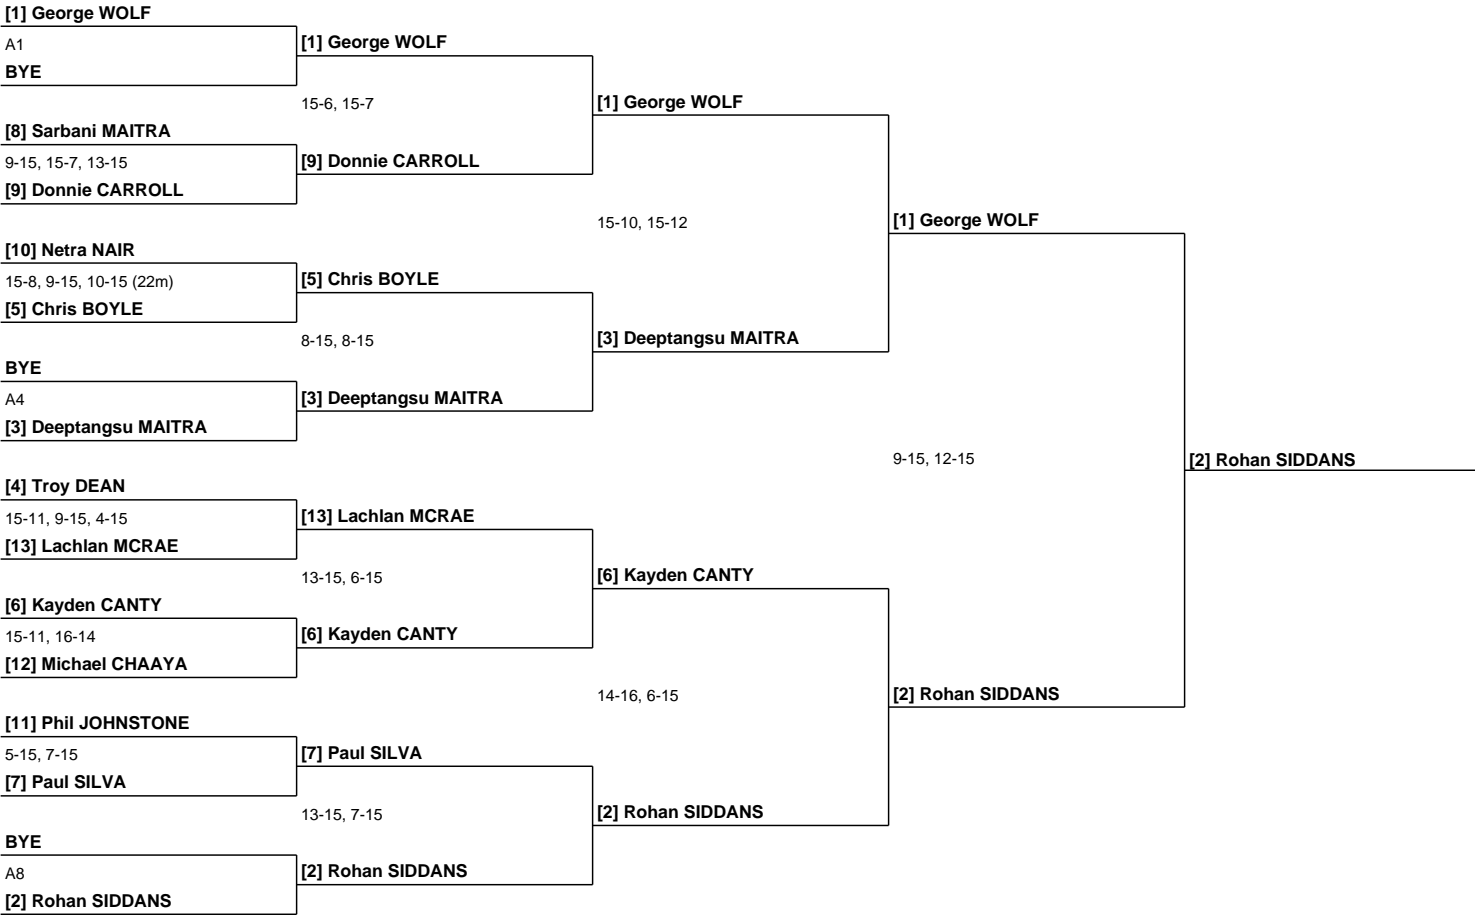 [1] George WOLF
A1
BYE
[8] Sarbani MAITRA
9-15, 15-7, 13-15
[9] Donnie CARROLL
[10] Netra NAIR
15-8, 9-15, 10-15 (22m)
[5] Chris BOYLE
BYE
A4
[3] Deeptangsu MAITRA
[4] Troy DEAN
15-11, 9-15, 4-15
[13] Lachlan MCRAE
[6] Kayden CANTY
15-11, 16-14
[12] Michael CHAAYA
[11] Phil JOHNSTONE
5-15, 7-15
[7] Paul SILVA
BYE
A8
[2] Rohan SIDDANS
[1] George WOLF
15-6, 15-7
[9] Donnie CARROLL
[5] Chris BOYLE
8-15, 8-15
[3] Deeptangsu MAITRA
[13] Lachlan MCRAE
13-15, 6-15
[6] Kayden CANTY
[7] Paul SILVA
13-15, 7-15
[2] Rohan SIDDANS
[1] George WOLF
15-10, 15-12
[3] Deeptangsu MAITRA
[6] Kayden CANTY
14-16, 6-15
[2] Rohan SIDDANS
[1] George WOLF
9-15, 12-15
[2] Rohan SIDDANS
[2] Rohan SIDDANS